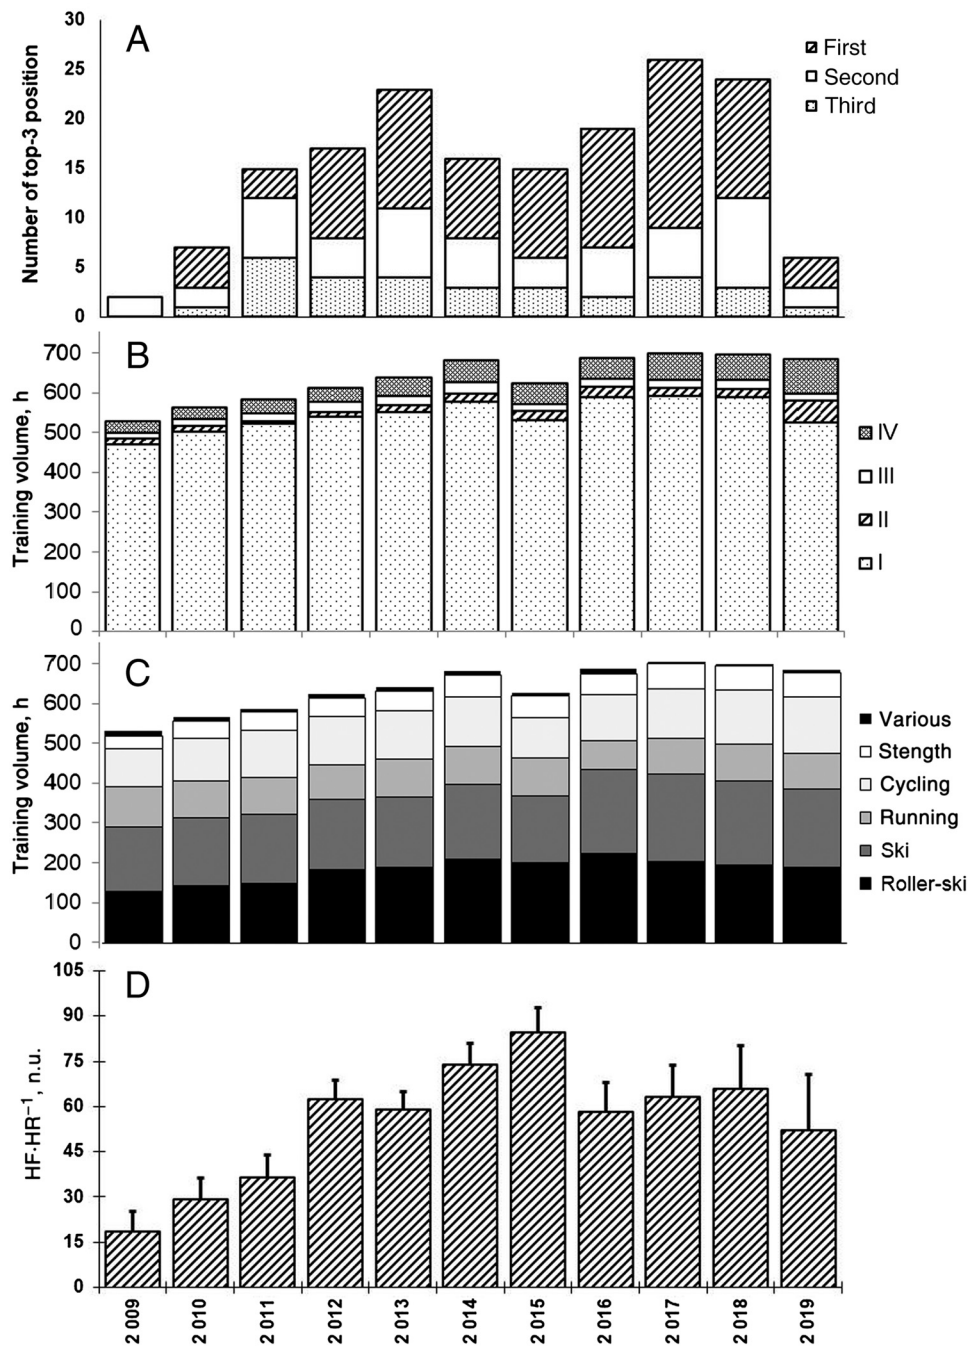 A
Number of top-3 position
30
25
20
15
10
5
0
First
Second
Third
B
Training volume, h
700
600
500
400
300
200
100
0
IV
III
II
I
C
Training volume, h
700
600
500
400
300
200
100
0
Various
Stength
Cycling
Running
Ski
Roller-ski
D
HF·HR⁻¹, n.u.
105
90
75
60
45
30
15
0
2 009
2 010
2 011
2 012
2 013
2 014
2 015
2 016
2 017
2 018
2 019